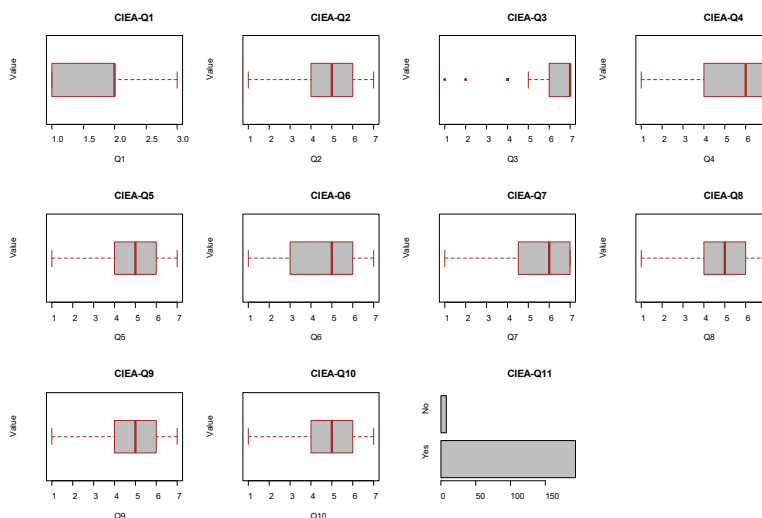 CIEA-Q1
Value
1.0 1.5 2.0 2.5 3.0
Q1
CIEA-Q2
Value
1 2 3 4 5 6 7
Q2
CIEA-Q3
Value
1 2 3 4 5 6 7
Q3
CIEA-Q4
Value
1 2 3 4 5 6
Q4
CIEA-Q5
Value
1 2 3 4 5 6 7
Q5
CIEA-Q6
Value
1 2 3 4 5 6 7
Q6
CIEA-Q7
Value
1 2 3 4 5 6 7
Q7
CIEA-Q8
Value
1 2 3 4 5 6
Q8
CIEA-Q9
Value
1 2 3 4 5 6 7
Q9
CIEA-Q10
Value
1 2 3 4 5 6 7
Q10
CIEA-Q11
No
Yes
0 50 100 150